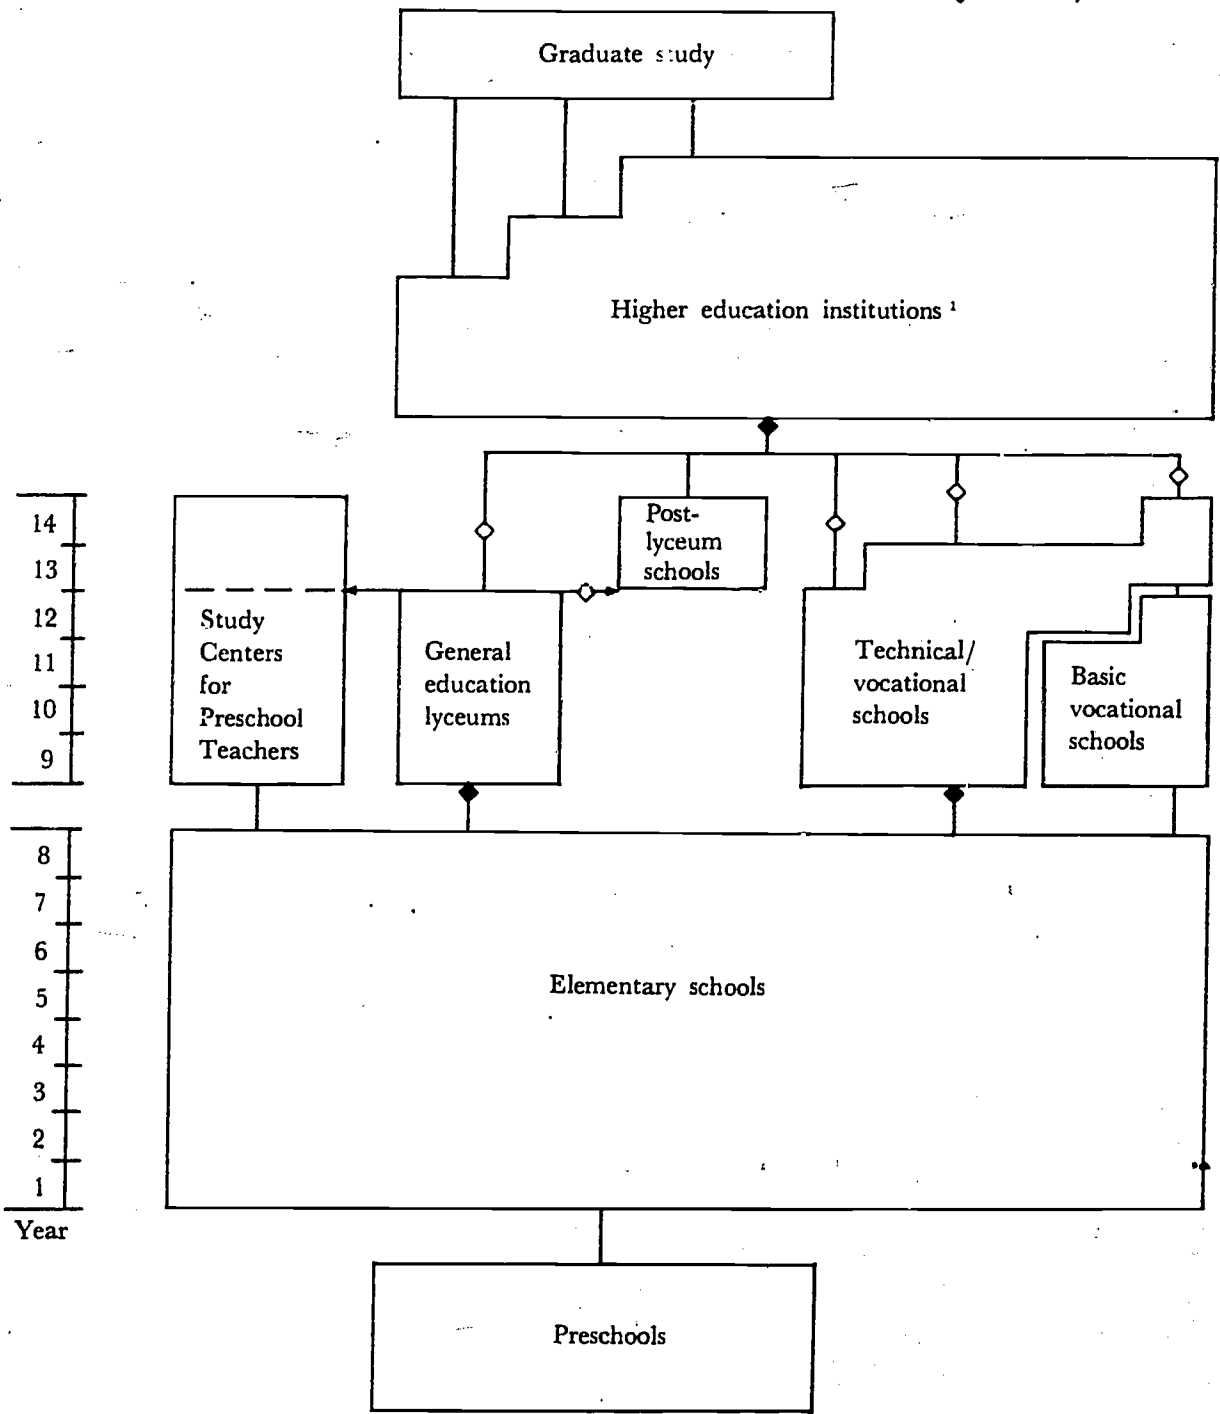 Graduate study
Higher education institutions ¹
14
13
12
11
10
9
Post-
lyceum
schools
Study
Centers
for
Preschool
Teachers
General
education
lyceums
Technical/
vocational
schools
Basic
vocational
schools
8
7
6
5
4
3
2
1
Year
Elementary schools
Preschools